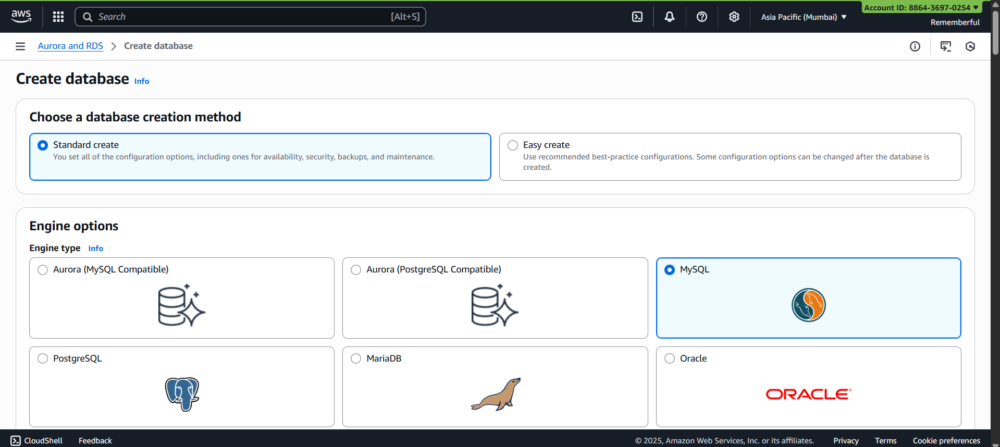 aws
Search
[Alt+S]
Asia Pacific (Mumbai)
Account ID: 8864-3697-0254
Rememberful
Aurora and RDS
Create database
Create database Info
Choose a database creation method
Standard create
You set all of the configuration options, including ones for availability, security, backups, and maintenance.
Easy create
Use recommended best-practice configurations. Some configuration options can be changed after the database is
created.
Engine options
Engine type Info
Aurora (MySQL Compatible)
Aurora (PostgreSQL Compatible)
MySQL
PostgreSQL
MariaDB
Oracle
ORACLE
CloudShell
Feedback
© 2025, Amazon Web Services, Inc. or its affiliates.
Privacy
Terms
Cookie preferences